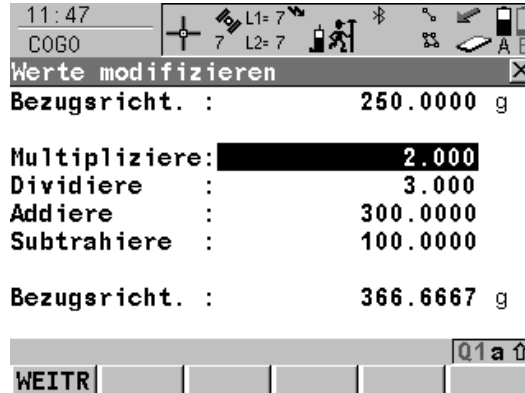 11:47
COGO
7 L1= 7
L2= 7
A
Werte modifizieren
Bezugsricht. : 250.0000 g
Multipliziere: 2.000
Dividiere : 3.000
Addiere : 300.0000
Subtrahiere : 100.0000
Bezugsricht. : 366.6667 g
Q1 a
WEITR